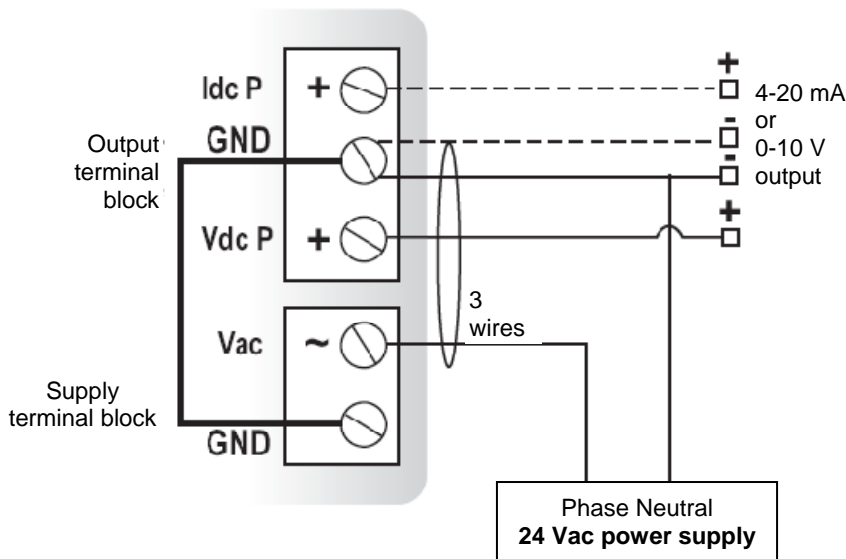 Idc P +
GND
Vdc P +
Output
terminal
block
Vac ~
GND
Supply
terminal block
3
wires
+
4-20 mA
-
or
0-10 V
-
output
+
Phase Neutral
24 Vac power supply